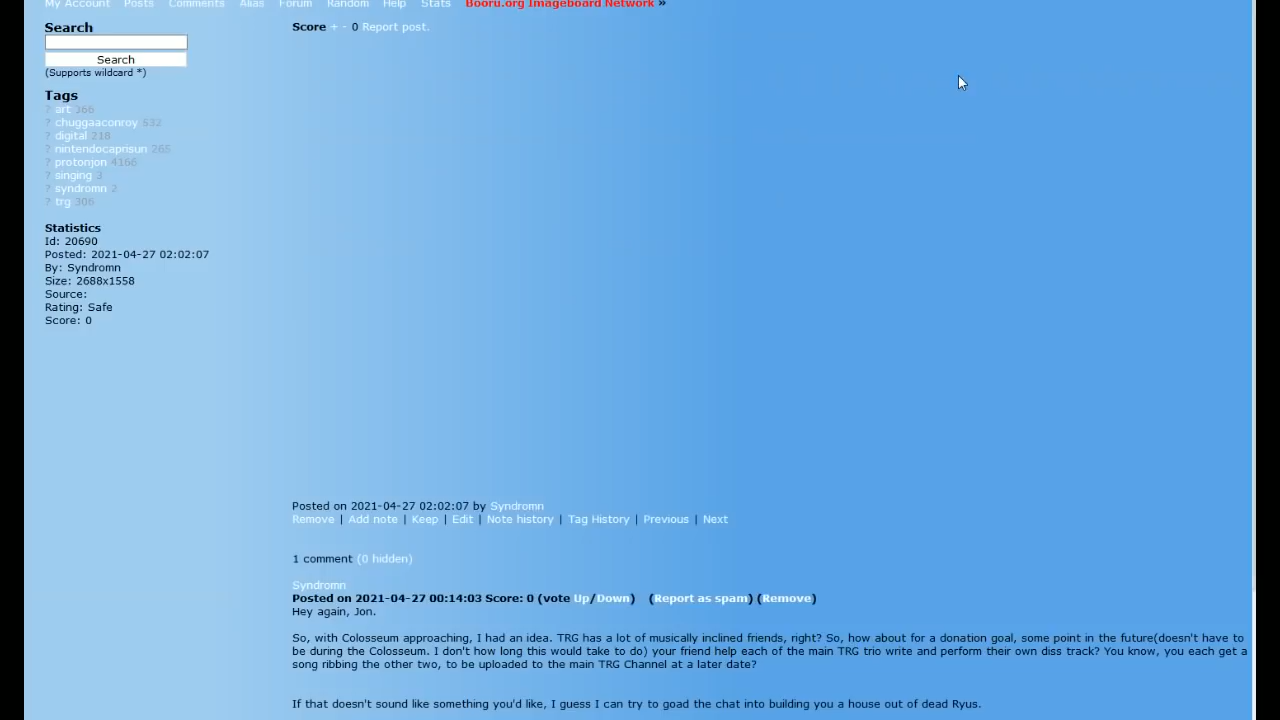 My Account Posts Comments Alias Forum Random Help Stats Booru.org Imageboard Network »
Search
Search
(Supports wildcard *)
Tags
? art 366
? chuggaaconroy 532
? digital 218
? nintendocaprisun 265
? protonjon 4166
? singing 3
? syndromn 2
? trg 306
Statistics
Id: 20690
Posted: 2021-04-27 02:02:07
By: Syndromn
Size: 2688x1558
Source:
Rating: Safe
Score: 0
Score + - 0 Report post.
Posted on 2021-04-27 02:02:07 by Syndromn
Remove | Add note | Keep | Edit | Note history | Tag History | Previous | Next
1 comment (0 hidden)
Syndromn
Posted on 2021-04-27 00:14:03 Score: 0 (vote Up/Down) (Report as spam) (Remove)
Hey again, Jon.
So, with Colosseum approaching, I had an idea. TRG has a lot of musically inclined friends, right? So, how about for a donation goal, some point in the future(doesn't have to
be during the Colosseum. I don't how long this would take to do) your friend help each of the main TRG trio write and perform their own diss track? You know, you each get a
song ribbing the other two, to be uploaded to the main TRG Channel at a later date?
If that doesn't sound like something you'd like, I guess I can try to goad the chat into building you a house out of dead Ryus.